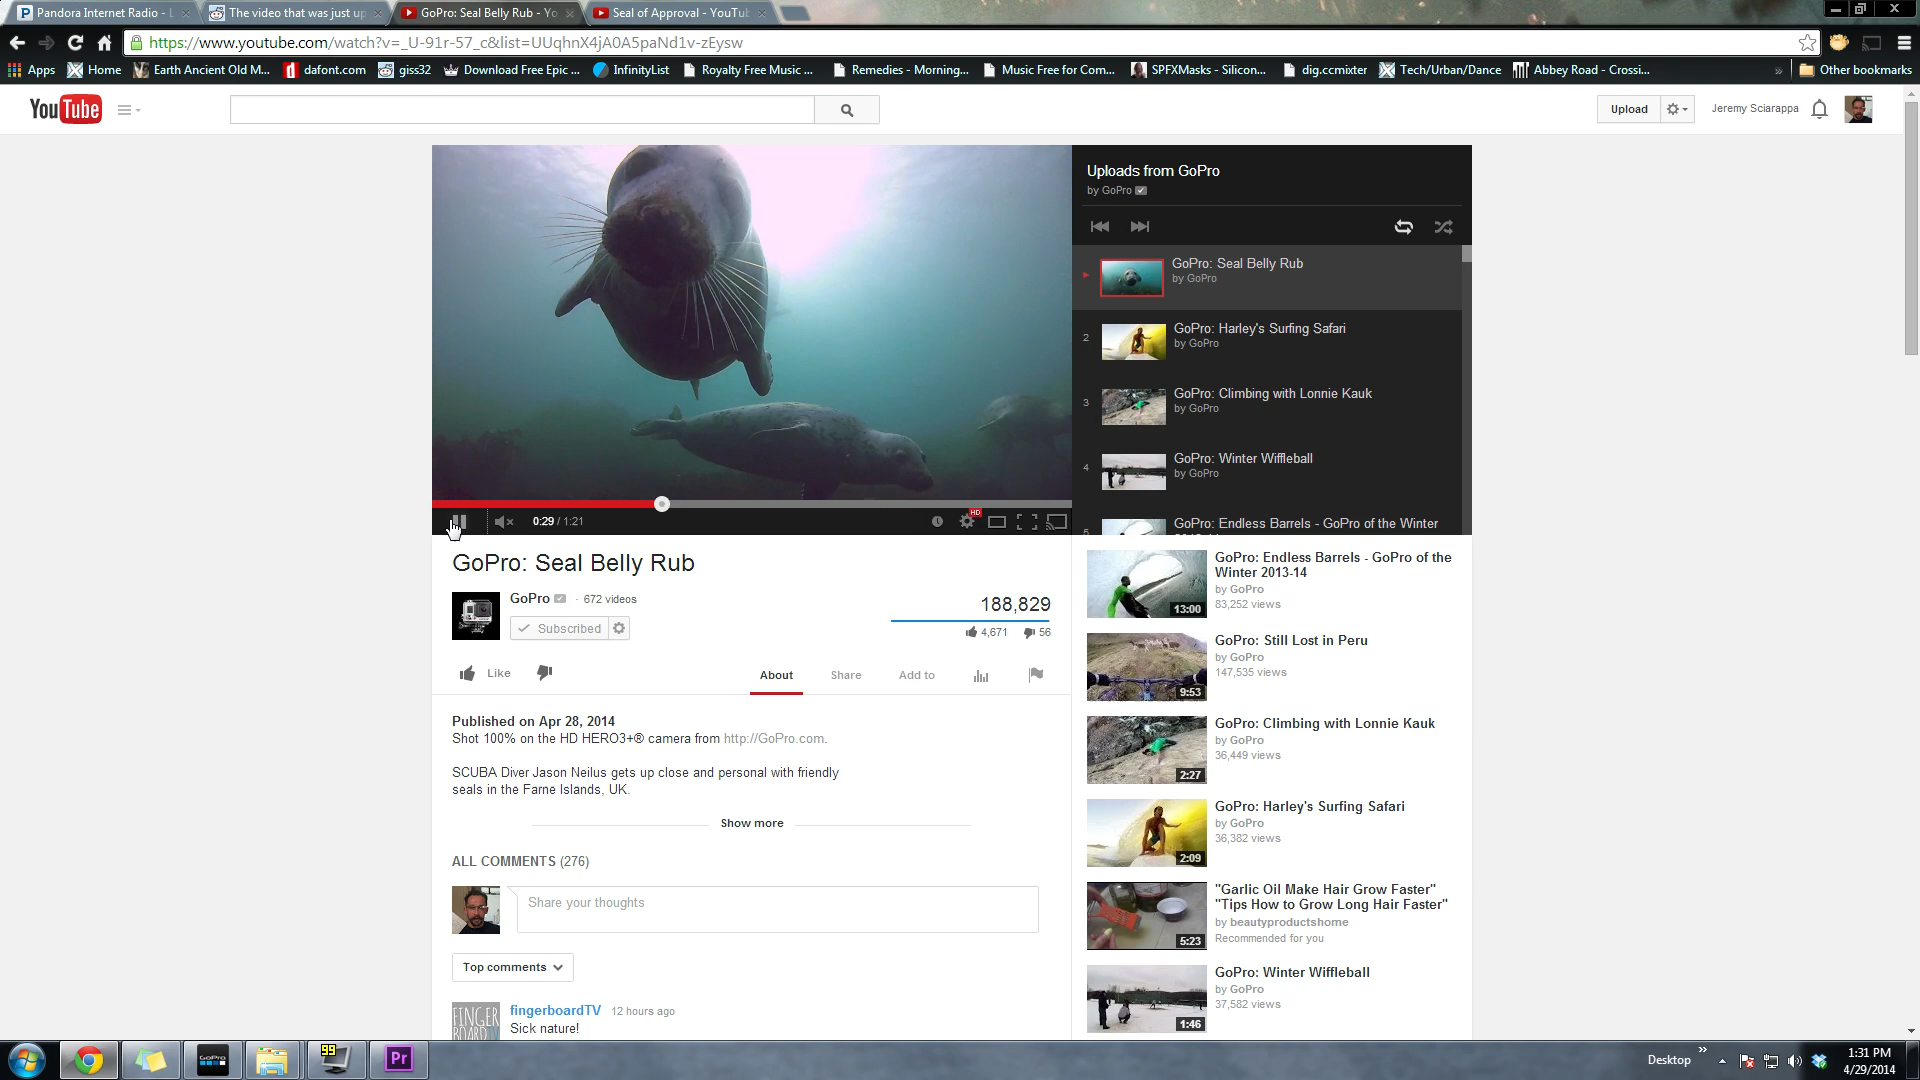 Pandora Internet Radio - L
The video that was just up
GoPro: Seal Belly Rub - Yo
Seal of Approval - YouTub
https://www.youtube.com/watch?v=_U-91r-57_c&list=UUqhnX4jA0A5paNd1v-zEysw
Apps
Home
Earth Ancient Old M...
dafont.com
giss32
Download Free Epic ...
InfinityList
Royalty Free Music ...
Remedies - Morning...
Music Free for Com...
SPFXMasks - Silicon...
dig.ccmixter
Tech/Urban/Dance
Abbey Road - Crossi...
»
Other bookmarks
YouTube
Upload
Jeremy Sciarappa
Uploads from GoPro
by GoPro
GoPro: Seal Belly Rub
by GoPro
2
GoPro: Harley's Surfing Safari
by GoPro
3
GoPro: Climbing with Lonnie Kauk
by GoPro
4
GoPro: Winter Wiffleball
by GoPro
5
GoPro: Endless Barrels - GoPro of the Winter
0:29 / 1:21
HD
GoPro: Seal Belly Rub
GoPro · 672 videos
Subscribed
188,829
4,671 56
Like
About
Share
Add to
Published on Apr 28, 2014
Shot 100% on the HD HERO3+® camera from http://GoPro.com.
SCUBA Diver Jason Neilus gets up close and personal with friendly
seals in the Farne Islands, UK.
Show more
ALL COMMENTS (276)
Share your thoughts
Top comments
FINGER
BOARD
fingerboardTV 12 hours ago
Sick nature!
GoPro: Endless Barrels - GoPro of the
Winter 2013-14
by GoPro
83,252 views
13:00
GoPro: Still Lost in Peru
by GoPro
147,535 views
9:53
GoPro: Climbing with Lonnie Kauk
by GoPro
36,449 views
2:27
GoPro: Harley's Surfing Safari
by GoPro
36,382 views
2:09
"Garlic Oil Make Hair Grow Faster"
"Tips How to Grow Long Hair Faster"
by beautyproductshome
Recommended for you
5:23
GoPro: Winter Wiffleball
by GoPro
37,582 views
1:46
GoPro
99
Pr
Desktop
»
1:31 PM
4/29/2014